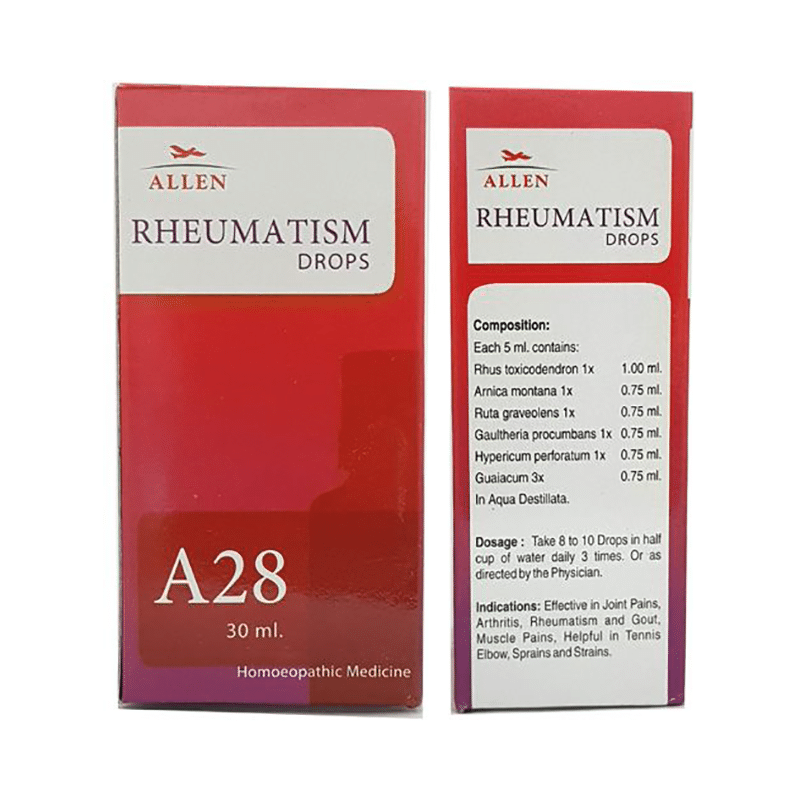 ALLEN
RHEUMATISM
DROPS
A28
30 ml.
Homoeopathic Medicine
ALLEN
RHEUMATISM
DROPS
Composition:
Each 5 ml. contains:
Rhus toxicodendron 1x 1.00 ml.
Arnica montana 1x 0.75 ml.
Ruta graveolens 1x 0.75 ml.
Gaultheria procumbans 1x 0.75 ml.
Hypericum perforatum 1x 0.75 ml.
Guaiacum 3x 0.75 ml.
In Aqua Destillata.
Dosage : Take 8 to 10 Drops in half
cup of water daily 3 times. Or as
directed by the Physician.
Indications: Effective in Joint Pains,
Arthritis, Rheumatism and Gout,
Muscle Pains, Helpful in Tennis
Elbow, Sprains and Strains.